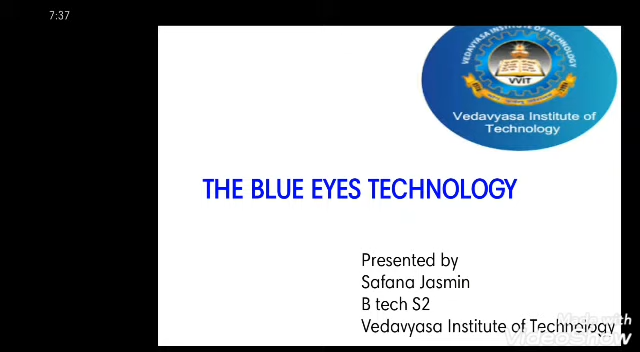 7:37
VEDAVYASA INSTITUTE OF TECHNOLOGY
VVIT
Vedavyasa Institute of
Technology
THE BLUE EYES TECHNOLOGY
Presented by
Safana Jasmin
B tech S2
Vedavyasa Institute of Technology
Made with
VideoShow